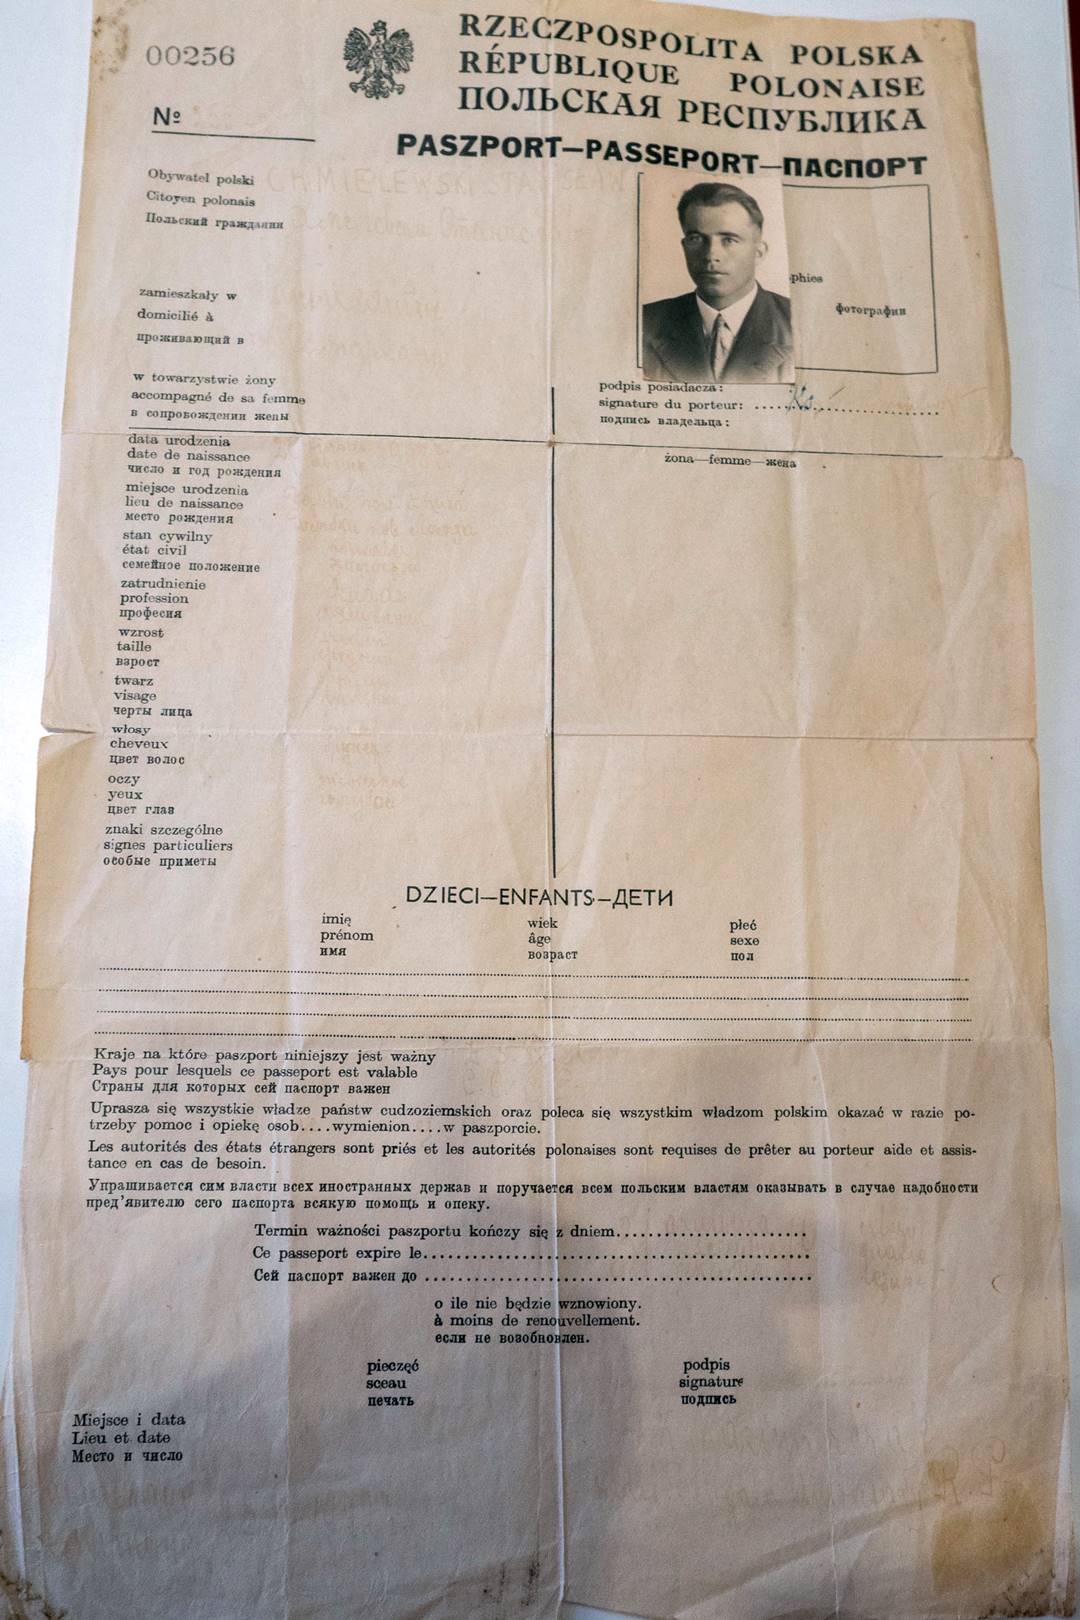 00256
RZECZPOSPOLITA POLSKA
RÉPUBLIQUE POLONAISE
ПОЛЬСКАЯ РЕСПУБЛИКА
№
PASZPORT—PASSEPORT—ПАСПОРТ
Obywatel polski
Citoyen polonais
Польский гражданин
CHMIELEWSKI
phies
фотографии
zamieszkały w
domicilié à
проживающий в
w towarzystwie żony
accompagné de sa femme
в сопровождении жены
podpis posiadacza:
signature du porteur:
подпись владельца:
data urodzenia
date de naissance
число и год рождения
żona—femme—жена
miejsce urodzenia
lieu de naissance
место рождения
stan cywilny
état civil
семейное положение
zatrudnienie
profession
професия
wzrost
taille
взрост
twarz
visage
черты лица
włosy
cheveux
цвет волос
oczy
yeux
цвет глаз
znaki szczególne
signes particuliers
особые приметы
DZIECI—ENFANTS—ДЕТИ
imię wiek płeć
prénom âge sexe
имя возраст пол
Kraje na które paszport niniejszy jest ważny
Pays pour lesquels ce passeport est valable
Страны для которых сей паспорт важен
Uprasza się wszystkie władze państw cudzoziemskich oraz poleca się wszystkim władzom polskim okazać w razie po-
trzeby pomoc i opiekę osob....wymienion....w paszporcie.
Les autorités des états étrangers sont priés et les autorités polonaises sont requises de prêter au porteur aide et assis-
tance en cas de besoin.
Упрашивается сим власти всех иностранных держав и поручается всем польским властям оказывать в случае надобности
пред'явителю сего паспорта всякую помощь и опеку.
Termin ważności paszportu kończy się z dniem
Ce passeport expire le
Сей паспорт важен до
o ile nie będzie wznowiony.
à moins de renouvellement.
если не возобновлен.
pieczęć podpis
sceau signature
печать подпись
Miejsce i data
Lieu et date
Место и число